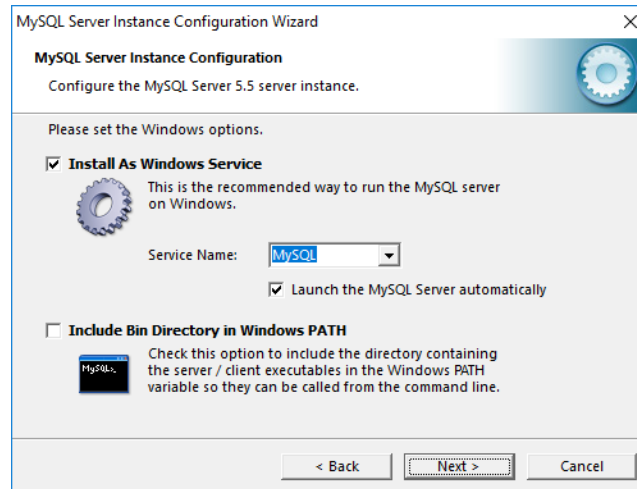 MySQL Server Instance Configuration Wizard
MySQL Server Instance Configuration
Configure the MySQL Server 5.5 server instance.
Please set the Windows options.
Install As Windows Service
This is the recommended way to run the MySQL server
on Windows.
Service Name: MySQL
Launch the MySQL Server automatically
Include Bin Directory in Windows PATH
MySQL>_
Check this option to include the directory containing
the server / client executables in the Windows PATH
variable so they can be called from the command line.
< Back Next > Cancel